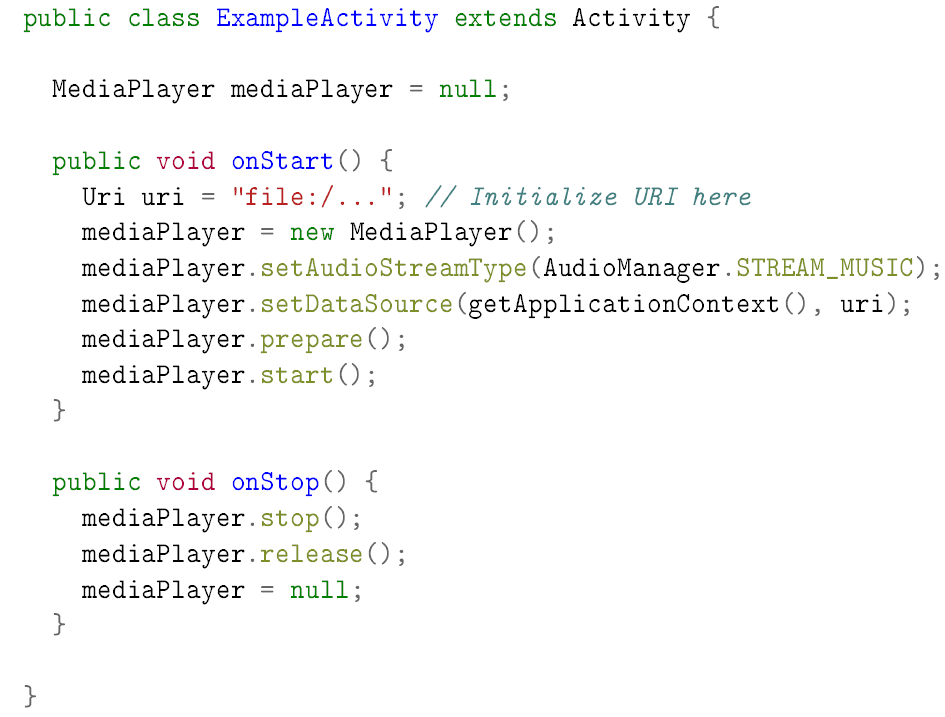 public class ExampleActivity extends Activity {
MediaPlayer mediaPlayer = null;
public void onStart() {
Uri uri = "file:/..."; // Initialize URI here
mediaPlayer = new MediaPlayer();
mediaPlayer.setAudioStreamType(AudioManager.STREAM_MUSIC);
mediaPlayer.setDataSource(getApplicationContext(), uri);
mediaPlayer.prepare();
mediaPlayer.start();
}
public void onStop() {
mediaPlayer.stop();
mediaPlayer.release();
mediaPlayer = null;
}
}